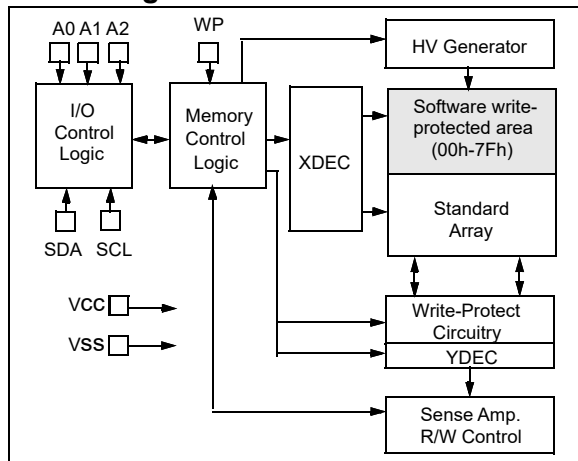 A0 A1 A2
WP
HV Generator
I/O
Control
Logic
Memory
Control
Logic
XDEC
Software write-
protected area
(00h-7Fh)
Standard
Array
SDA SCL
VCC
VSS
Write-Protect
Circuitry
YDEC
Sense Amp.
R/W Control